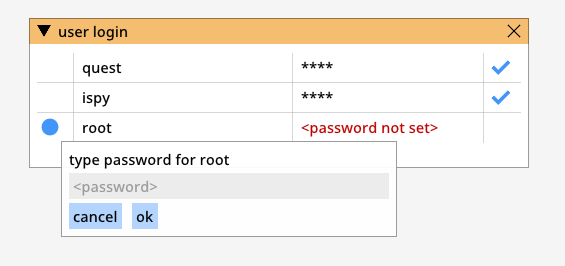 user login
quest ****
ispy ****
root <password not set>
type password for root
<password>
cancel ok